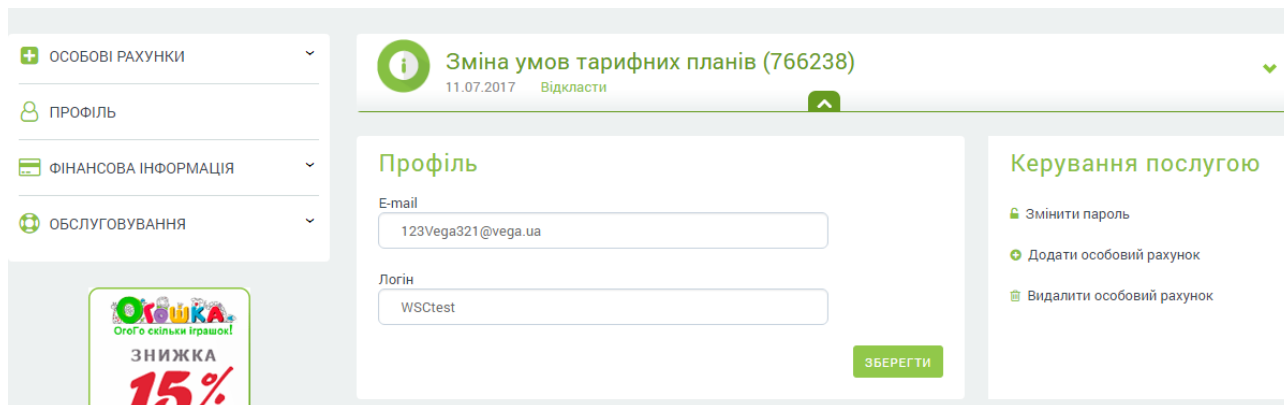 ОСОБОВІ РАХУНКИ
ПРОФІЛЬ
ФІНАНСОВА ІНФОРМАЦІЯ
ОБСЛУГОВУВАННЯ
Огошка
ОгоГо скільки іграшок!
ЗНИЖКА
15%
Зміна умов тарифних планів (766238)
11.07.2017 Відкласти
Профіль
E-mail
123Vega321@vega.ua
Логін
WSCtest
ЗБЕРЕГТИ
Керування послугою
Змінити пароль
Додати особовий рахунок
Видалити особовий рахунок